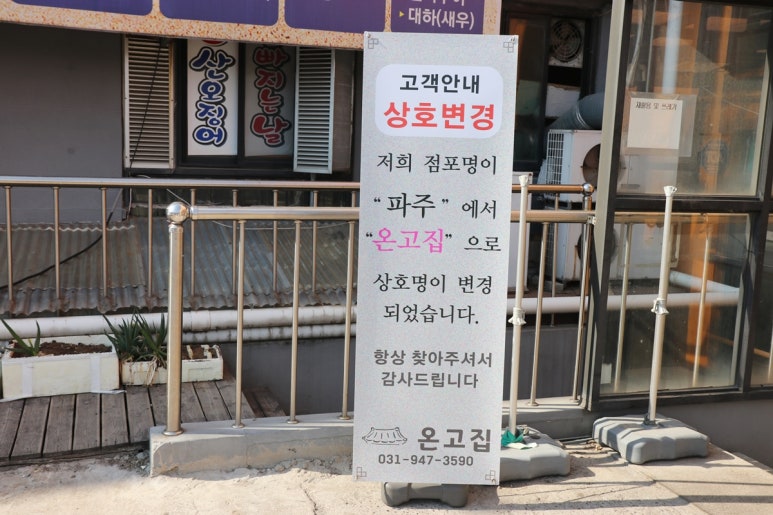 대하(새우)
산오징어
빠지는날
고객안내
상호변경
저희 점포명이
“파주” 에서
“온고집” 으로
상호명이 변경
되었습니다.
항상 찾아주셔서
감사드립니다
온고집
031-947-3590